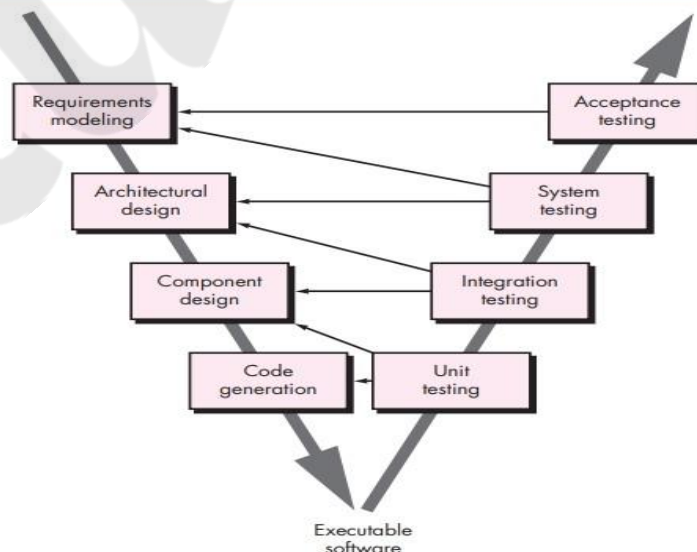 Requirements
modeling
Acceptance
testing
Architectural
design
System
testing
Component
design
Integration
testing
Code
generation
Unit
testing
Executable
software